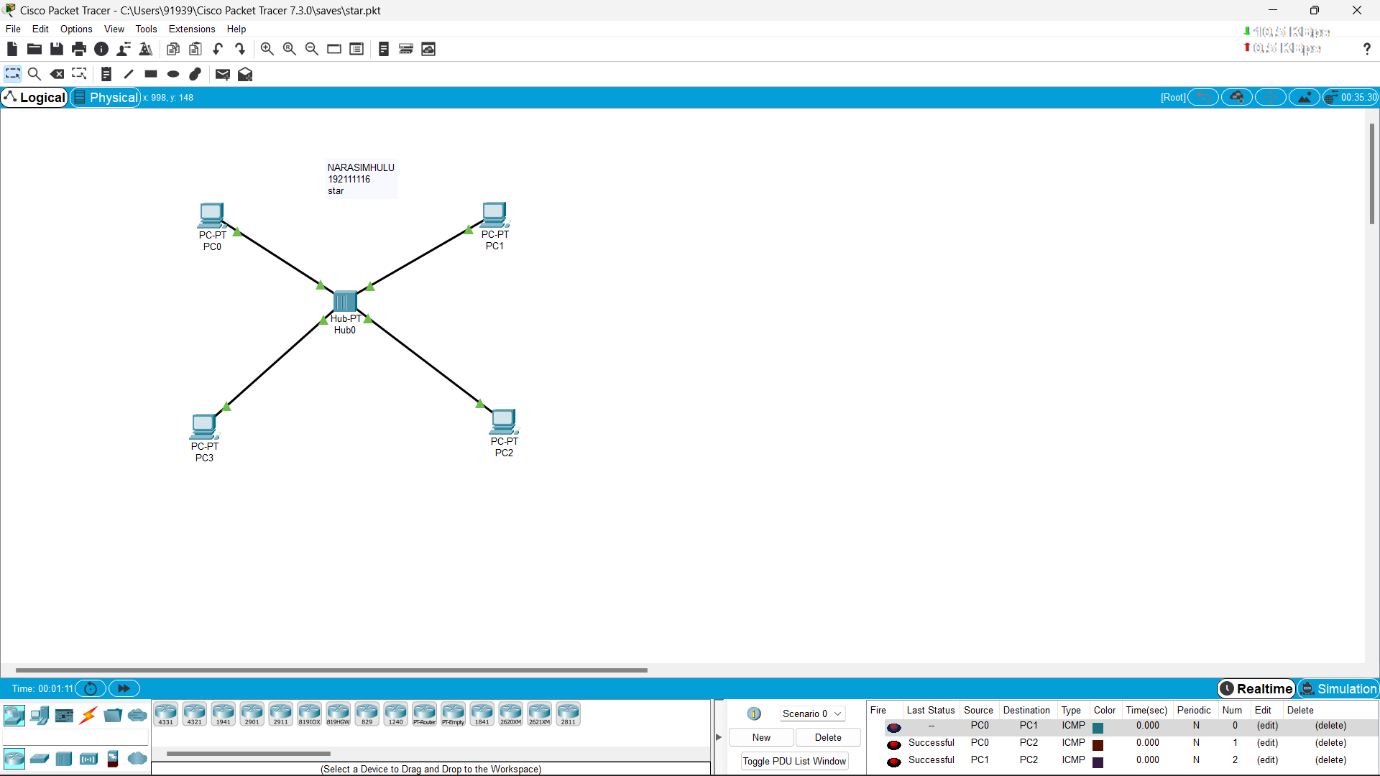 Cisco Packet Tracer - C:\Users\91939\Cisco Packet Tracer 7.3.0\saves\star.pkt
File Edit Options View Tools Extensions Help
10.5 KBps
0.5 KBps
?
Logical Physical x: 998, y: 148 [Root] 00:35:30
NARASIMHULU
192111116
star
PC-PT
PC0
PC-PT
PC1
Hub-PT
Hub0
PC-PT
PC3
PC-PT
PC2
Time: 00:01:11 Realtime Simulation
4331 4321 1941 2901 2911 819IOX 819HGW 829 1240 PT-Router PT-Empty 1841 2620XM 2621XM 2811
(Select a Device to Drag and Drop to the Workspace)
Scenario 0
New Delete
Toggle PDU List Window
Fire Last Status Source Destination Type Color Time(sec) Periodic Num Edit Delete
-- PC0 PC1 ICMP 0.000 N 0 (edit) (delete)
Successful PC0 PC2 ICMP 0.000 N 1 (edit) (delete)
Successful PC1 PC2 ICMP 0.000 N 2 (edit) (delete)